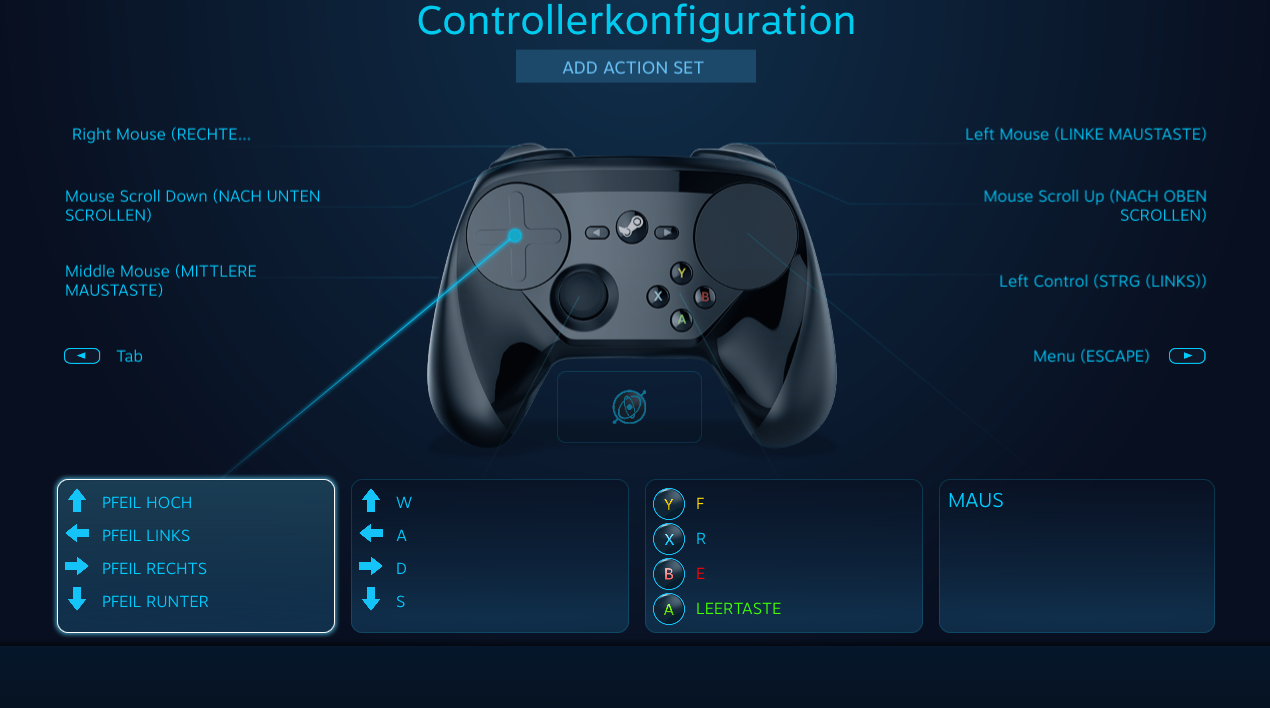 Controllerkonfiguration
ADD ACTION SET
Right Mouse (RECHTE...
Left Mouse (LINKE MAUSTASTE)
Mouse Scroll Down (NACH UNTEN
SCROLLEN)
Mouse Scroll Up (NACH OBEN
SCROLLEN)
Middle Mouse (MITTLERE
MAUSTASTE)
Left Control (STRG (LINKS))
Tab
Menu (ESCAPE)
Y
X
B
A
PFEIL HOCH
PFEIL LINKS
PFEIL RECHTS
PFEIL RUNTER
W
A
D
S
Y F
X R
B E
A LEERTASTE
MAUS